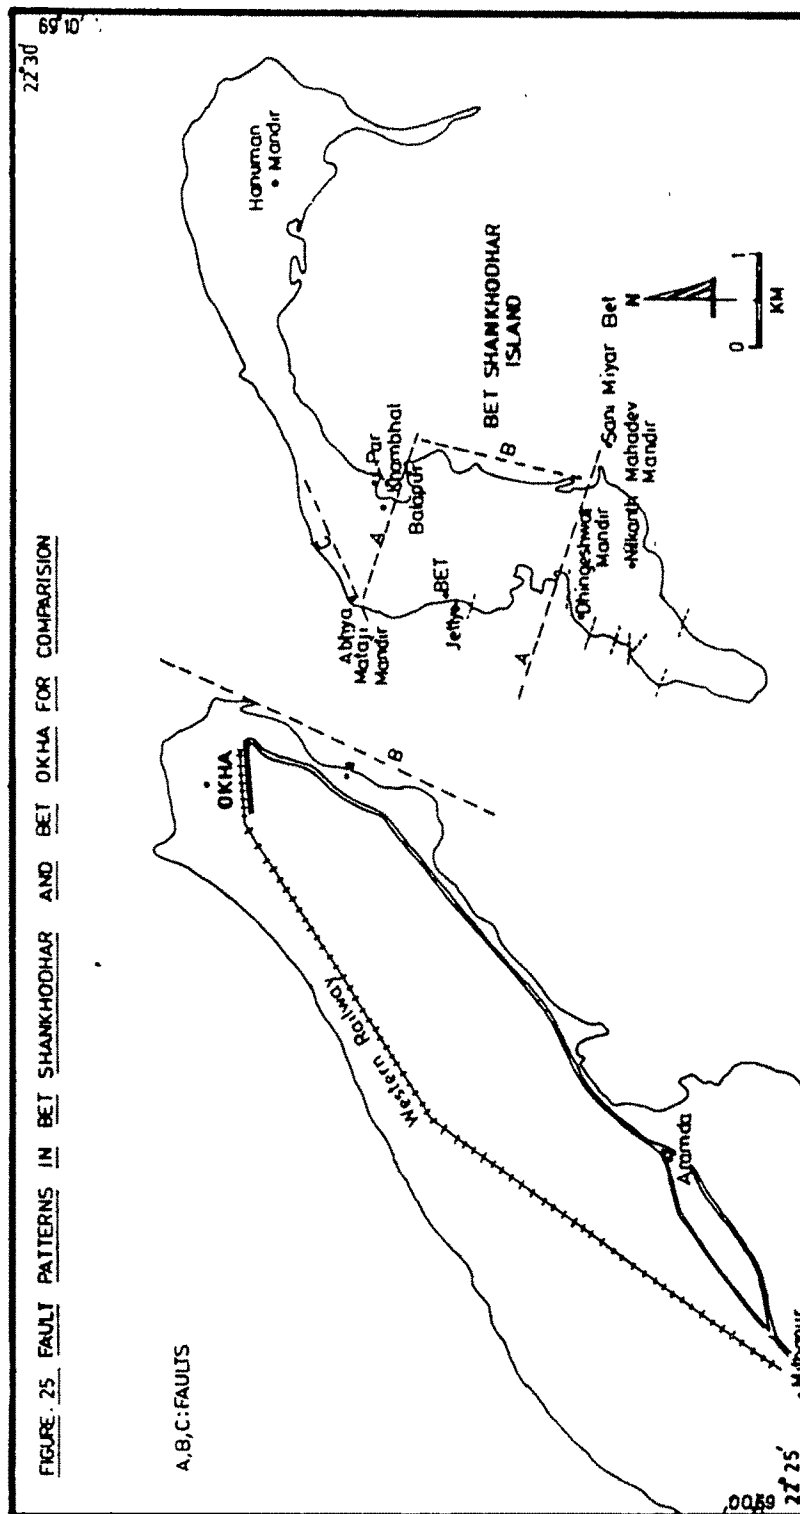 FIGURE. 25 FAULT PATTERNS IN BET SHANKHODHAR AND BET OKHA FOR COMPARISION
A,B,C:FAULTS
22°30'
69°10'
Hanuman
Mandir
Par
Khambhai
Balapur
A
B
C
Abhya
Mataji
Mandir
BET
Jetty
BET SHANKHODHAR
ISLAND
A
Dhingeshwar
Mandir
Sani Miyar Bet
Nilkanth Mahadev
Mandir
N
0 1
KM
OKHA
B
Western Railway
Aramda
22°25'
69°00'